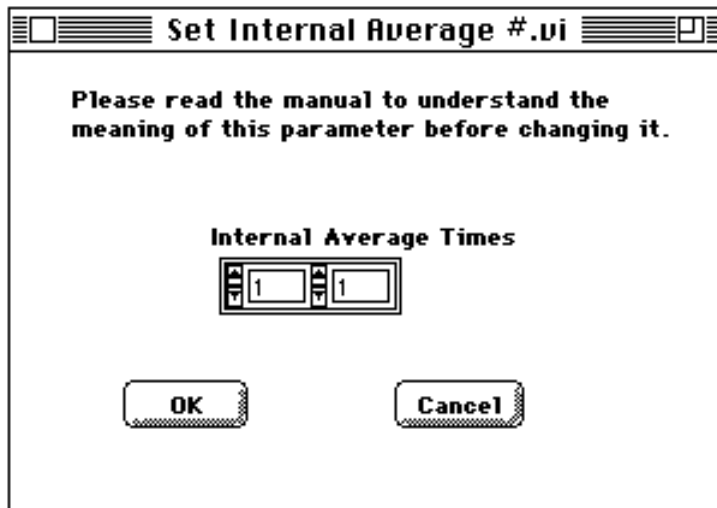 Set Internal Average #.vi
Please read the manual to understand the
meaning of this parameter before changing it.
Internal Average Times
1 1
OK Cancel